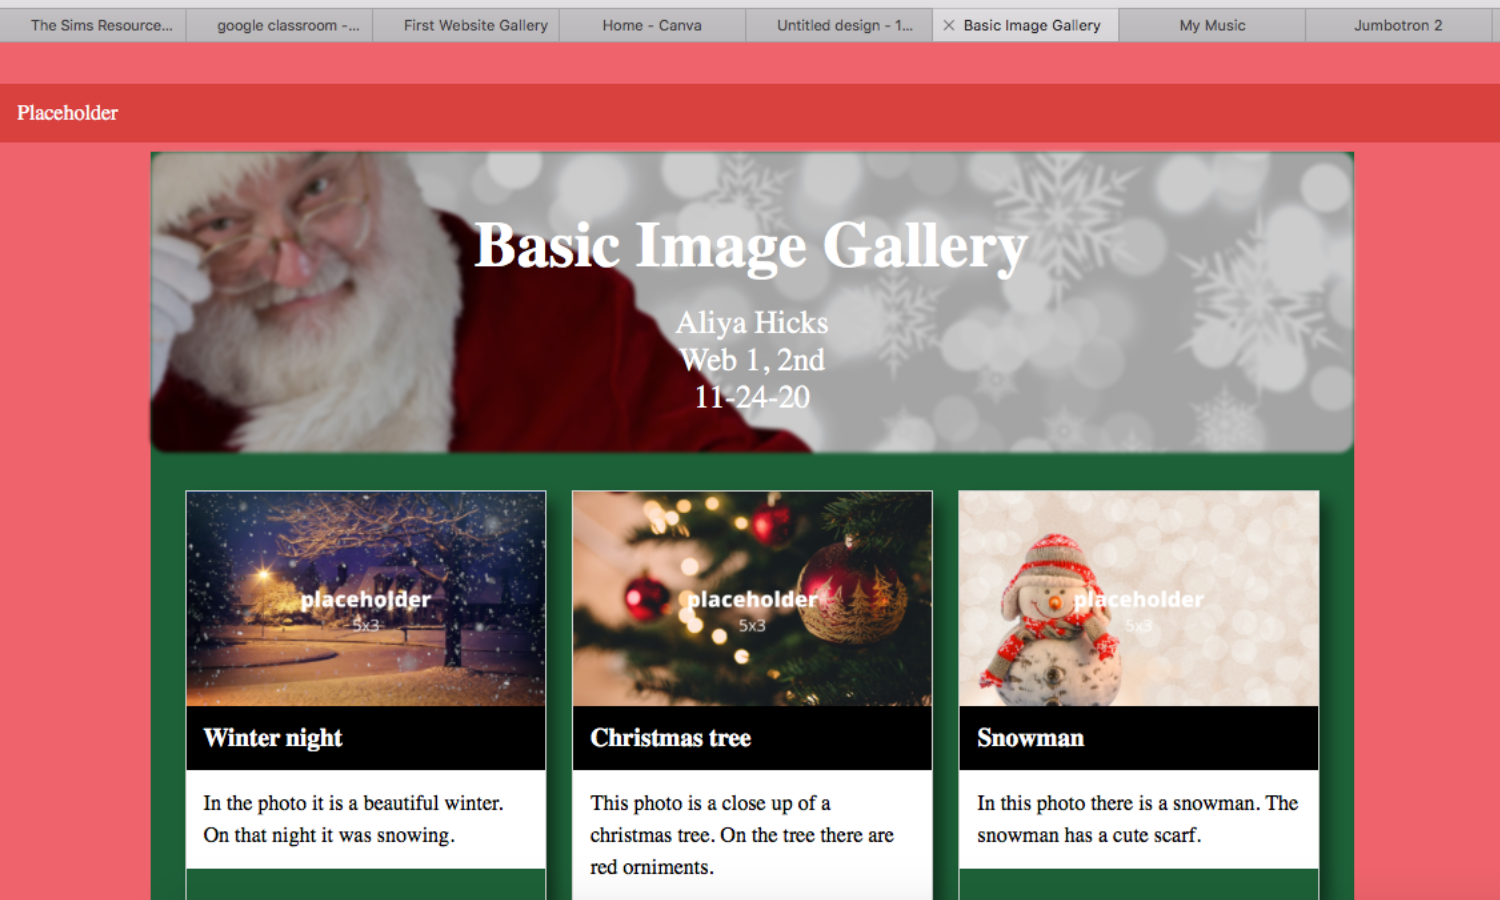 The Sims Resource...
google classroom -...
First Website Gallery
Home - Canva
Untitled design - 1...
Basic Image Gallery
My Music
Jumbotron 2
Placeholder
Basic Image Gallery
Aliya Hicks
Web 1, 2nd
11-24-20
placeholder
5x3
placeholder
5x3
placeholder
5x3
Winter night
Christmas tree
Snowman
In the photo it is a beautiful winter.
On that night it was snowing.
This photo is a close up of a
christmas tree. On the tree there are
red orniments.
In this photo there is a snowman. The
snowman has a cute scarf.